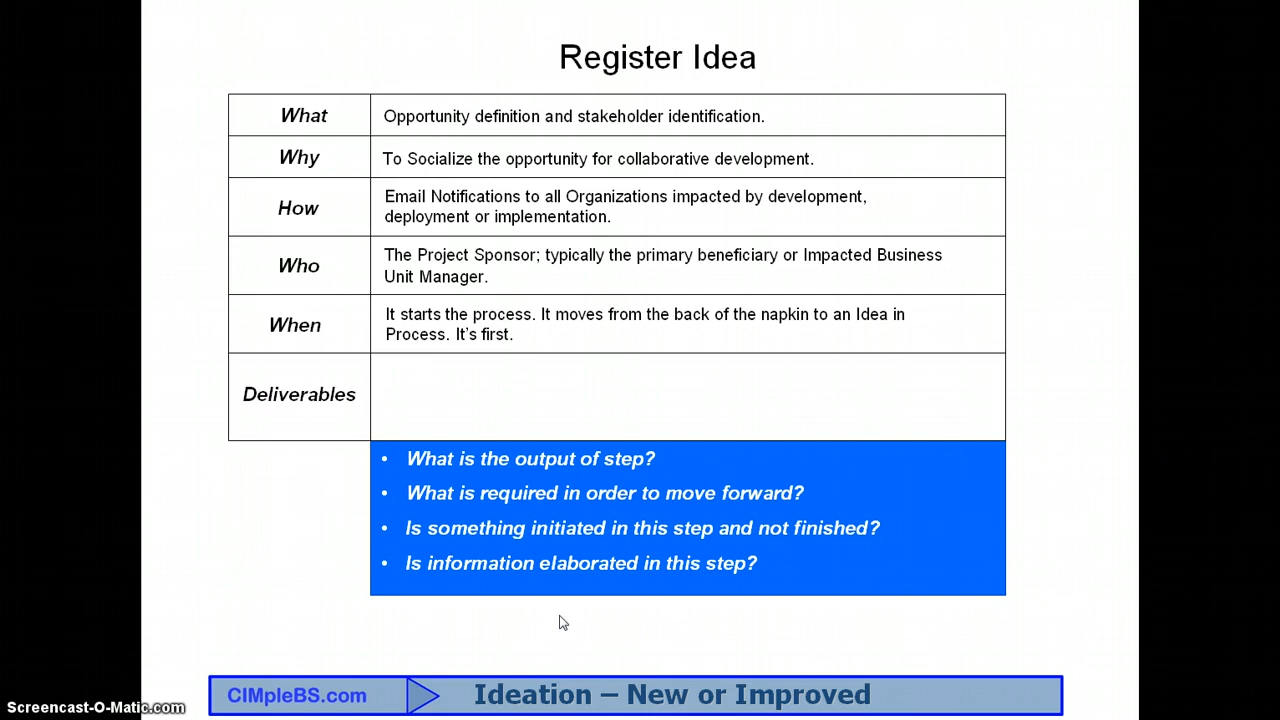 Register Idea
What
Opportunity definition and stakeholder identification.
Why
To Socialize the opportunity for collaborative development.
How
Email Notifications to all Organizations impacted by development,
deployment or implementation.
Who
The Project Sponsor; typically the primary beneficiary or Impacted Business
Unit Manager.
When
It starts the process. It moves from the back of the napkin to an Idea in
Process. It's first.
Deliverables
• What is the output of step?
• What is required in order to move forward?
• Is something initiated in this step and not finished?
• Is information elaborated in this step?
CIMpleBS.com
Ideation – New or Improved
Screencast-O-Matic.com